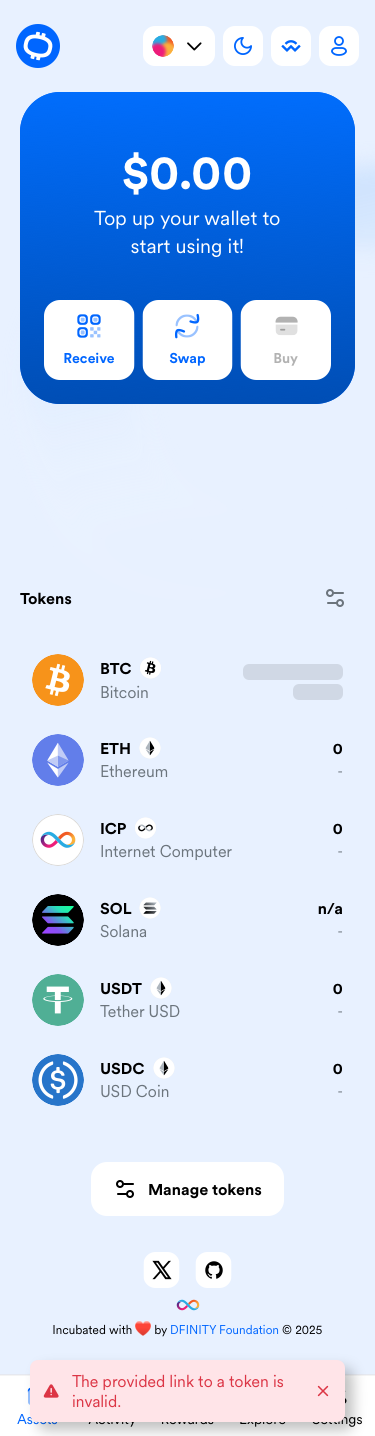 $0.00
Top up your wallet to
start using it!
Receive Swap Buy
Tokens
BTC
Bitcoin
ETH 0
Ethereum -
ICP 0
Internet Computer -
SOL n/a
Solana -
USDT 0
Tether USD -
USDC 0
USD Coin -
Manage tokens
Incubated with ❤️ by DFINITY Foundation © 2025
The provided link to a token is
invalid.
Assets Activity Rewards Explore Settings